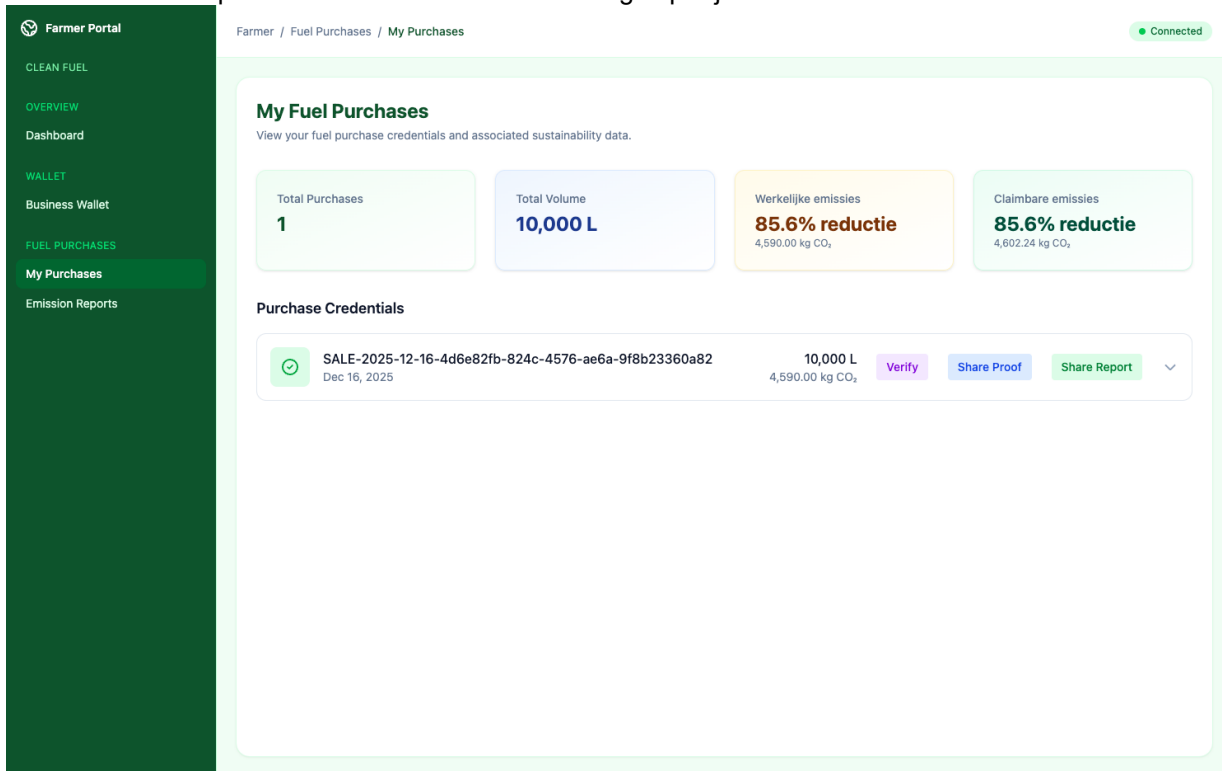 Farmer Portal
CLEAN FUEL
OVERVIEW
Dashboard
WALLET
Business Wallet
FUEL PURCHASES
My Purchases
Emission Reports
Farmer / Fuel Purchases / My Purchases
Connected
My Fuel Purchases
View your fuel purchase credentials and associated sustainability data.
Total Purchases
1
Total Volume
10,000 L
Werkelijke emissies
85.6% reductie
4,590.00 kg CO₂
Claimbare emissies
85.6% reductie
4,602.24 kg CO₂
Purchase Credentials
SALE-2025-12-16-4d6e82fb-824c-4576-ae6a-9f8b23360a82
Dec 16, 2025
10,000 L
4,590.00 kg CO₂
Verify
Share Proof
Share Report